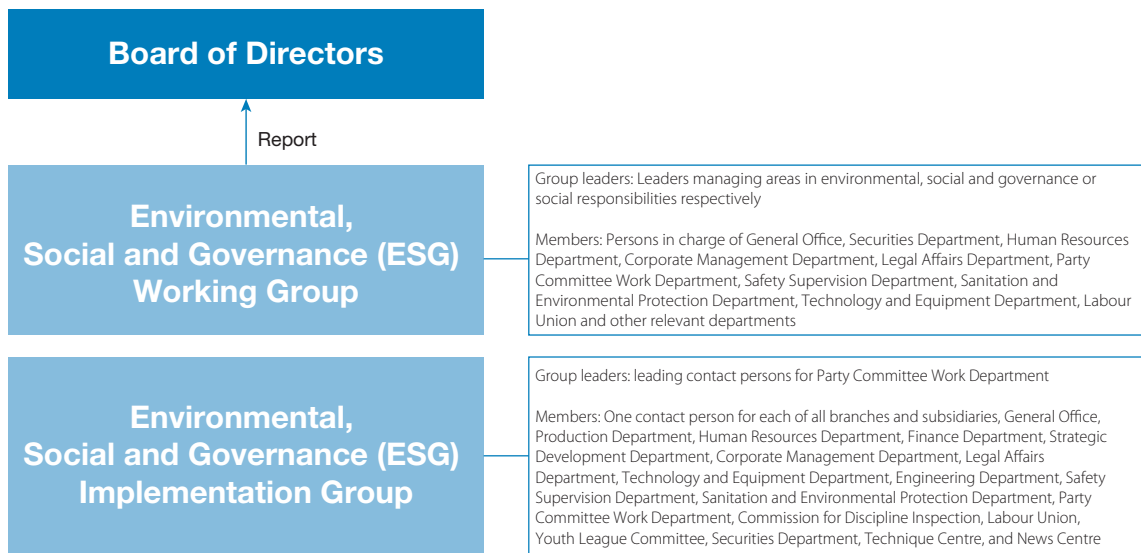 Board of Directors
Report
Environmental,
Social and Governance (ESG)
Working Group
Group leaders: Leaders managing areas in environmental, social and governance or
social responsibilities respectively
Members: Persons in charge of General Office, Securities Department, Human Resources
Department, Corporate Management Department, Legal Affairs Department, Party
Committee Work Department, Safety Supervision Department, Sanitation and
Environmental Protection Department, Technology and Equipment Department, Labour
Union and other relevant departments
Environmental,
Social and Governance (ESG)
Implementation Group
Group leaders: leading contact persons for Party Committee Work Department
Members: One contact person for each of all branches and subsidiaries, General Office,
Production Department, Human Resources Department, Finance Department, Strategic
Development Department, Corporate Management Department, Legal Affairs
Department, Technology and Equipment Department, Engineering Department, Safety
Supervision Department, Sanitation and Environmental Protection Department, Party
Committee Work Department, Commission for Discipline Inspection, Labour Union,
Youth League Committee, Securities Department, Technique Centre, and News Centre